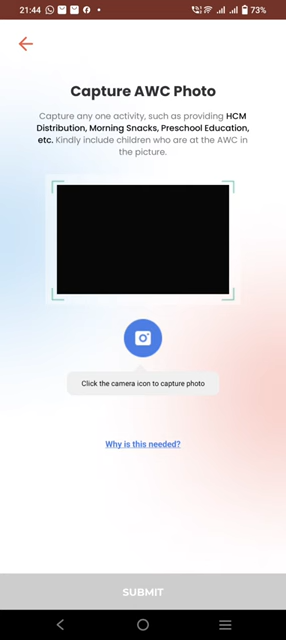 21:44
73%
Capture AWC Photo
Capture any one activity, such as providing HCM
Distribution, Morning Snacks, Preschool Education,
etc. Kindly include children who are at the AWC in
the picture.
Click the camera icon to capture photo
Why is this needed?
SUBMIT